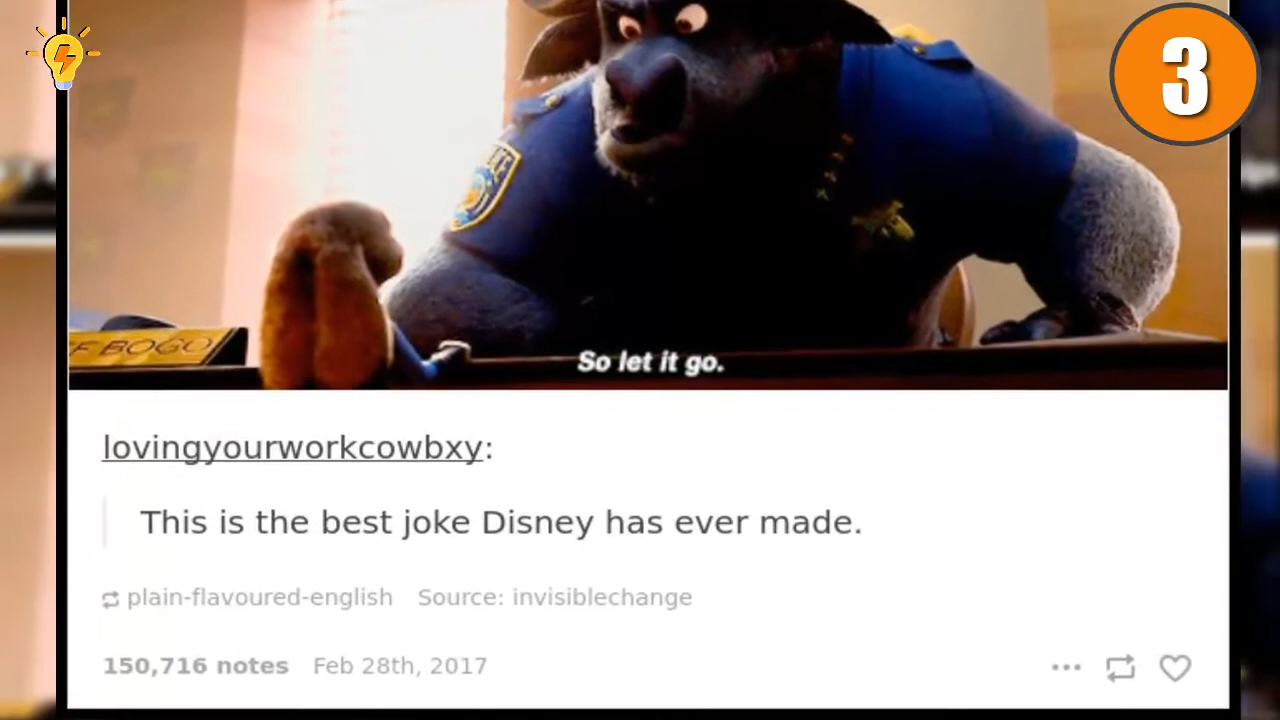 3
F BOGO
So let it go.
lovingyourworkcowbxy:
This is the best joke Disney has ever made.
plain-flavoured-english Source: invisiblechange
150,716 notes Feb 28th, 2017